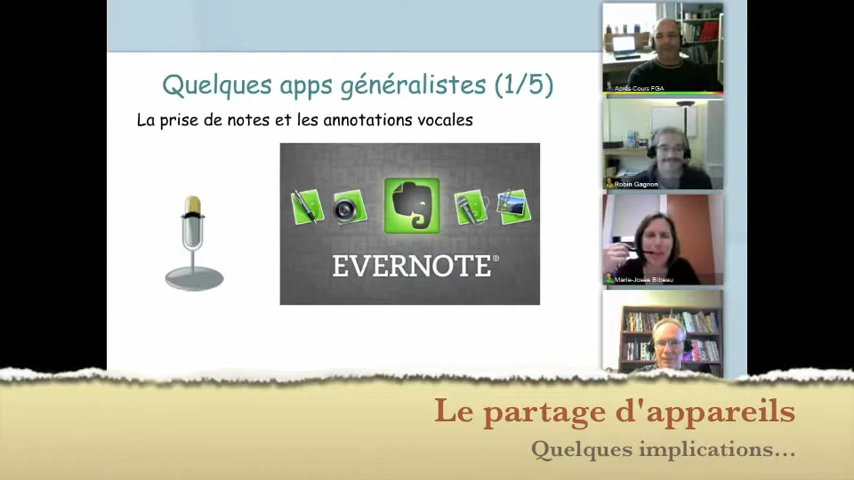 Quelques apps généralistes (1/5)
La prise de notes et les annotations vocales
EVERNOTE®
Après-Cours FGA
Robin Gagnon
Marie-Josée Bibeau
Le partage d'appareils
Quelques implications...